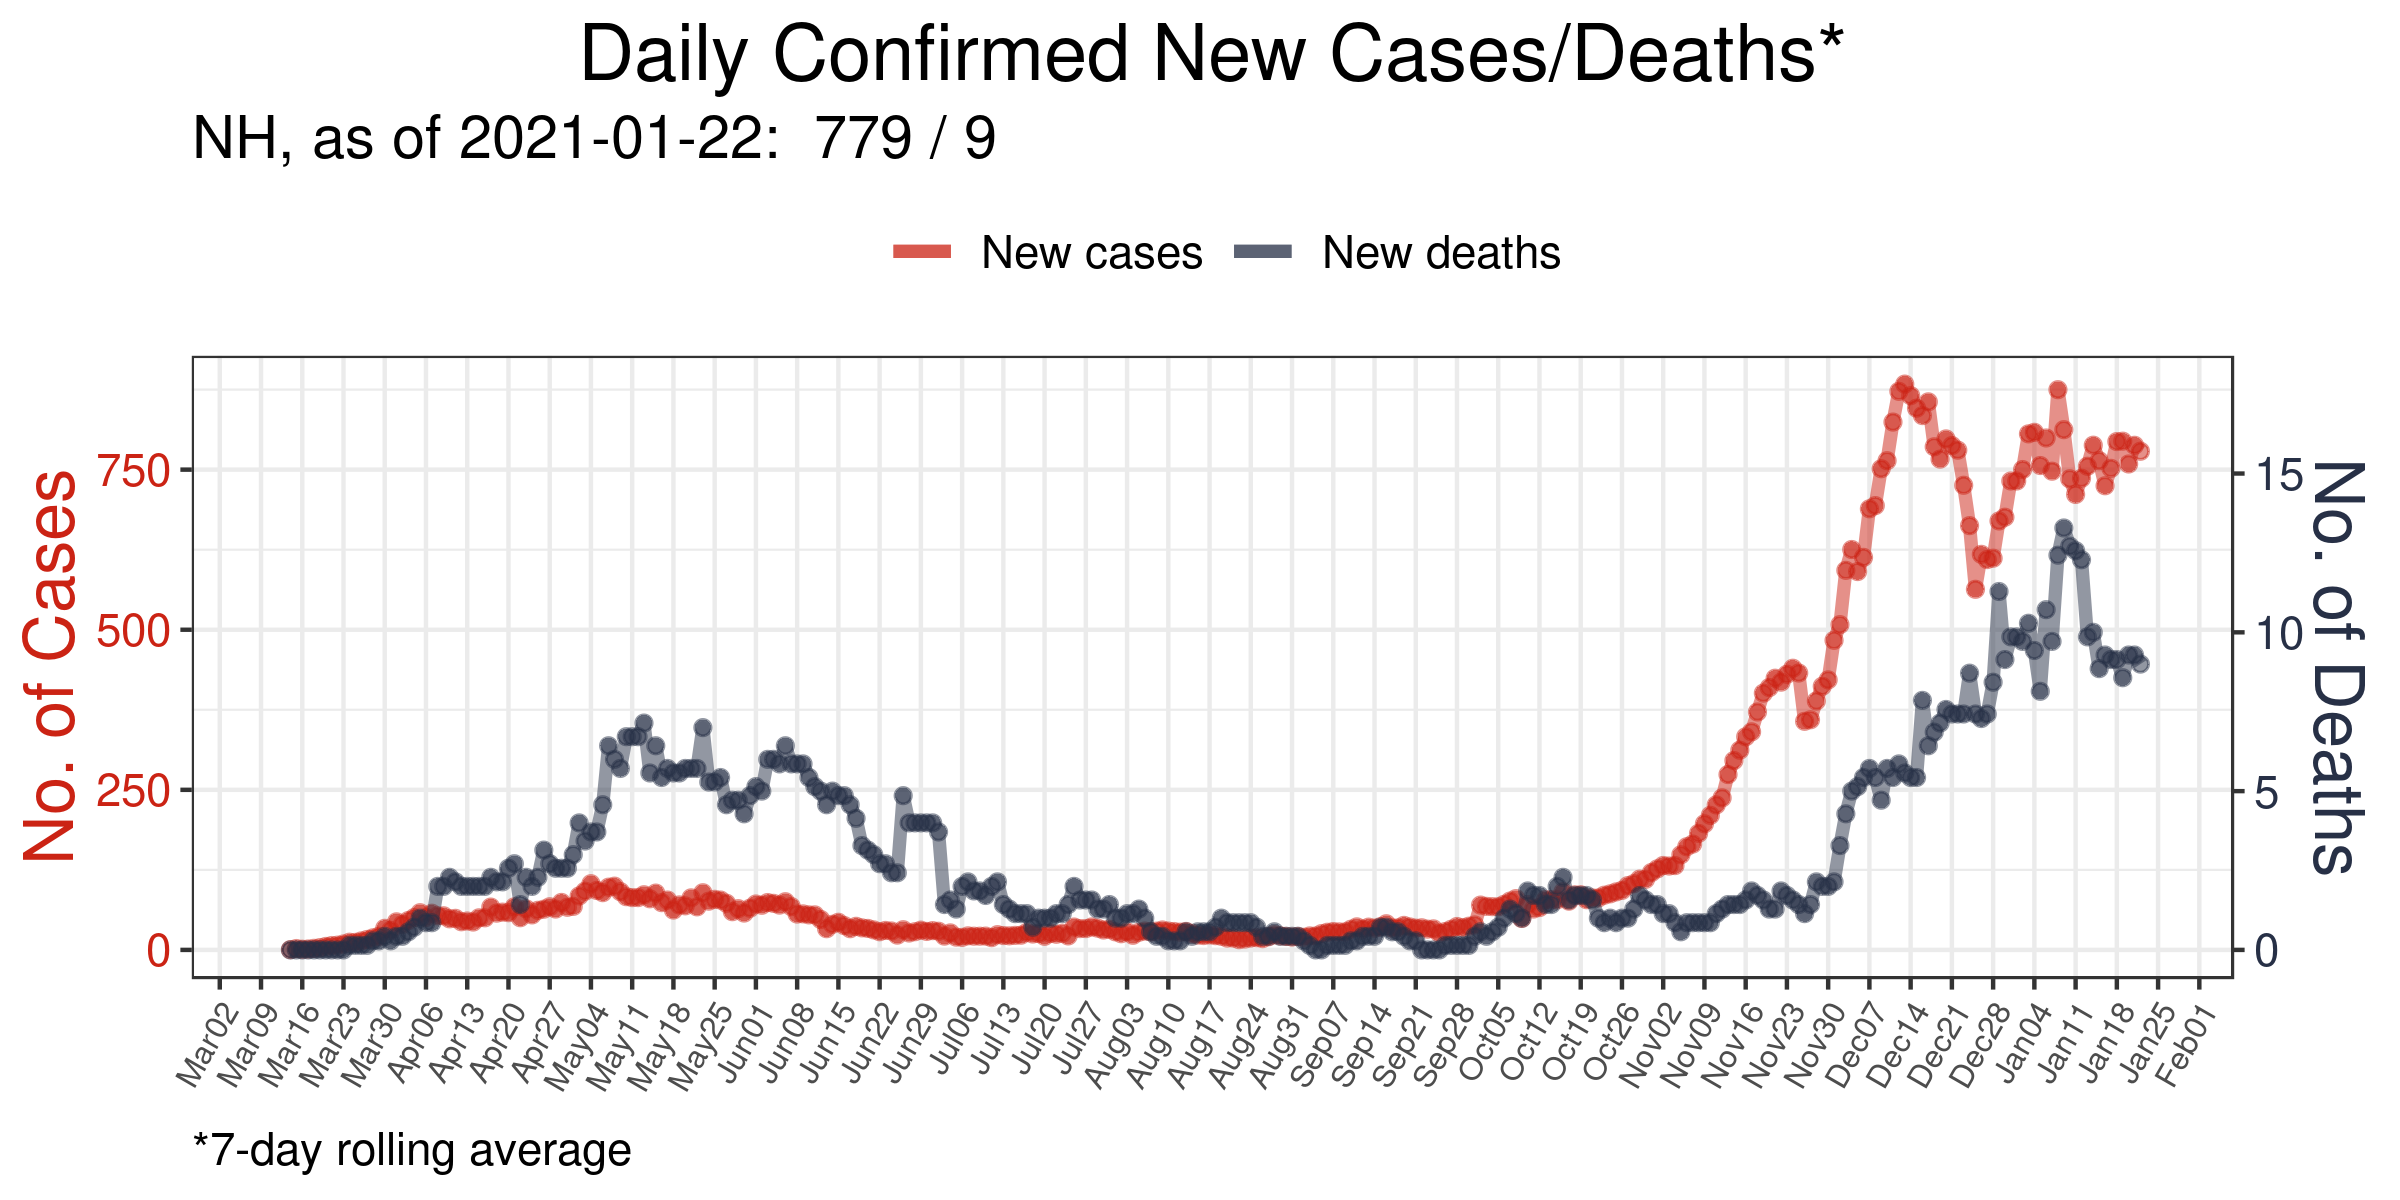 Daily Confirmed New Cases/Deaths*
NH, as of 2021-01-22:  779 / 9
New cases
New deaths
No. of Cases
750
500
250
0
15
10
5
0
No. of Deaths
Mar02
Mar09
Mar16
Mar23
Mar30
Apr06
Apr13
Apr20
Apr27
May04
May11
May18
May25
Jun01
Jun08
Jun15
Jun22
Jun29
Jul06
Jul13
Jul20
Jul27
Aug03
Aug10
Aug17
Aug24
Aug31
Sep07
Sep14
Sep21
Sep28
Oct05
Oct12
Oct19
Oct26
Nov02
Nov09
Nov16
Nov23
Nov30
Dec07
Dec14
Dec21
Dec28
Jan04
Jan11
Jan18
Jan25
Feb01
*7-day rolling average